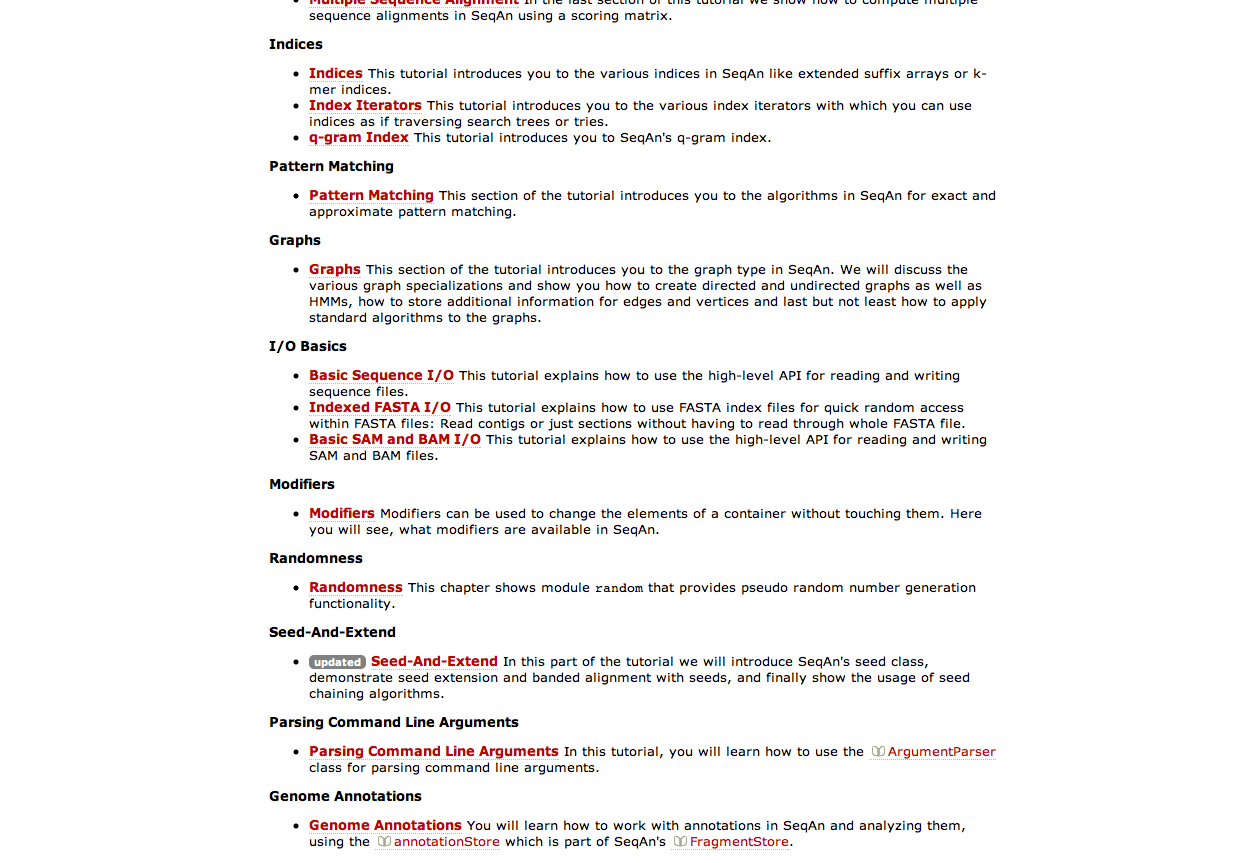 Multiple Sequence Alignment In the last section of this tutorial we show how to compute multiple
sequence alignments in SeqAn using a scoring matrix.
Indices
Indices This tutorial introduces you to the various indices in SeqAn like extended suffix arrays or k-
mer indices.
Index Iterators This tutorial introduces you to the various index iterators with which you can use
indices as if traversing search trees or tries.
q-gram Index This tutorial introduces you to SeqAn's q-gram index.
Pattern Matching
Pattern Matching This section of the tutorial introduces you to the algorithms in SeqAn for exact and
approximate pattern matching.
Graphs
Graphs This section of the tutorial introduces you to the graph type in SeqAn. We will discuss the
various graph specializations and show you how to create directed and undirected graphs as well as
HMMs, how to store additional information for edges and vertices and last but not least how to apply
standard algorithms to the graphs.
I/O Basics
Basic Sequence I/O This tutorial explains how to use the high-level API for reading and writing
sequence files.
Indexed FASTA I/O This tutorial explains how to use FASTA index files for quick random access
within FASTA files: Read contigs or just sections without having to read through whole FASTA file.
Basic SAM and BAM I/O This tutorial explains how to use the high-level API for reading and writing
SAM and BAM files.
Modifiers
Modifiers Modifiers can be used to change the elements of a container without touching them. Here
you will see, what modifiers are available in SeqAn.
Randomness
Randomness This chapter shows module random that provides pseudo random number generation
functionality.
Seed-And-Extend
updated Seed-And-Extend In this part of the tutorial we will introduce SeqAn's seed class,
demonstrate seed extension and banded alignment with seeds, and finally show the usage of seed
chaining algorithms.
Parsing Command Line Arguments
Parsing Command Line Arguments In this tutorial, you will learn how to use the ArgumentParser
class for parsing command line arguments.
Genome Annotations
Genome Annotations You will learn how to work with annotations in SeqAn and analyzing them,
using the annotationStore which is part of SeqAn's FragmentStore.